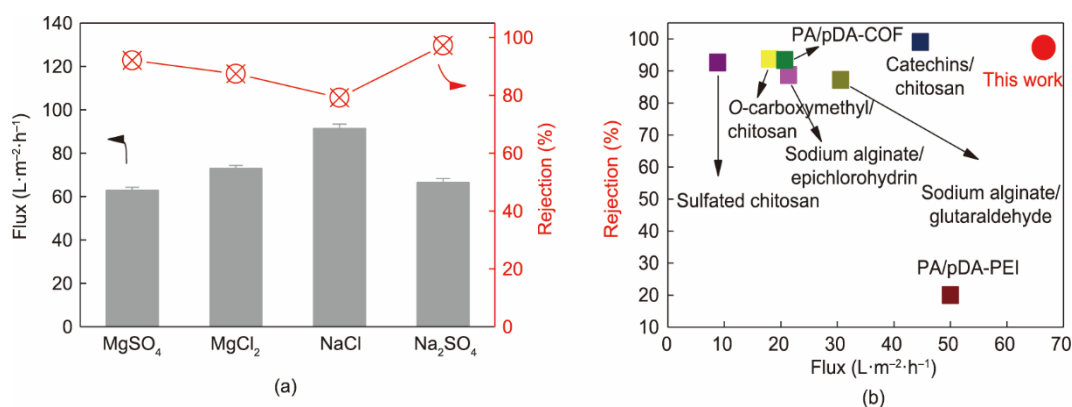 140
120
100
80
60
40
20
0
Flux (L·m⁻²·h⁻¹)
MgSO₄
MgCl₂
NaCl
Na₂SO₄
100
80
60
40
20
0
Rejection (%)
(a)
100
90
80
70
60
50
40
30
20
10
Rejection (%)
PA/pDA-COF
Catechins/
chitosan
This work
O-carboxymethyl/
chitosan
Sodium alginate/
epichlorohydrin
Sulfated chitosan
Sodium alginate/
glutaraldehyde
PA/pDA-PEI
0
10
20
30
40
50
60
70
Flux (L·m⁻²·h⁻¹)
(b)